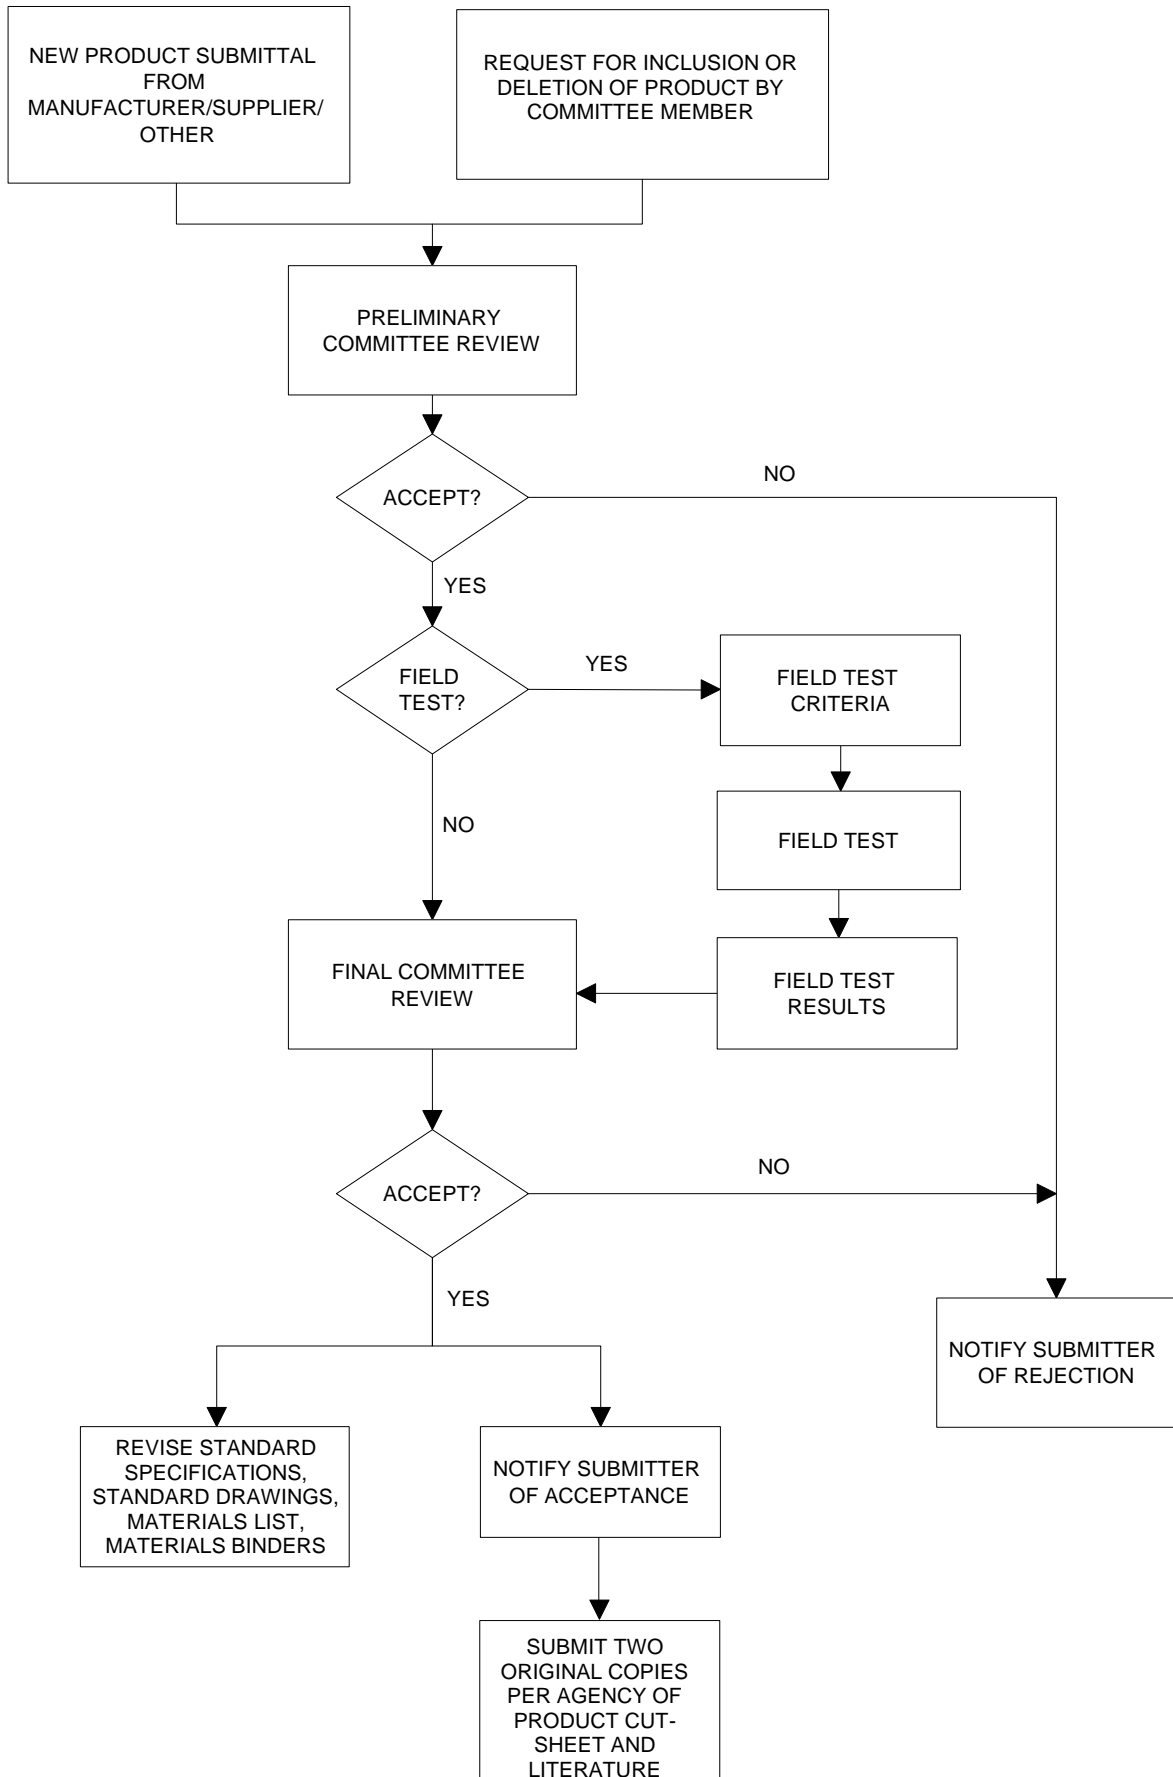 NEW PRODUCT SUBMITTAL
FROM
MANUFACTURER/SUPPLIER/
OTHER
REQUEST FOR INCLUSION OR
DELETION OF PRODUCT BY
COMMITTEE MEMBER
PRELIMINARY
COMMITTEE REVIEW
ACCEPT?
NO
YES
FIELD
TEST?
YES
FIELD TEST
CRITERIA
NO
FIELD TEST
FINAL COMMITTEE
REVIEW
FIELD TEST
RESULTS
ACCEPT?
NO
YES
NOTIFY SUBMITTER
OF REJECTION
REVISE STANDARD
SPECIFICATIONS,
STANDARD DRAWINGS,
MATERIALS LIST,
MATERIALS BINDERS
NOTIFY SUBMITTER
OF ACCEPTANCE
SUBMIT TWO
ORIGINAL COPIES
PER AGENCY OF
PRODUCT CUT-
SHEET AND
LITERATURE